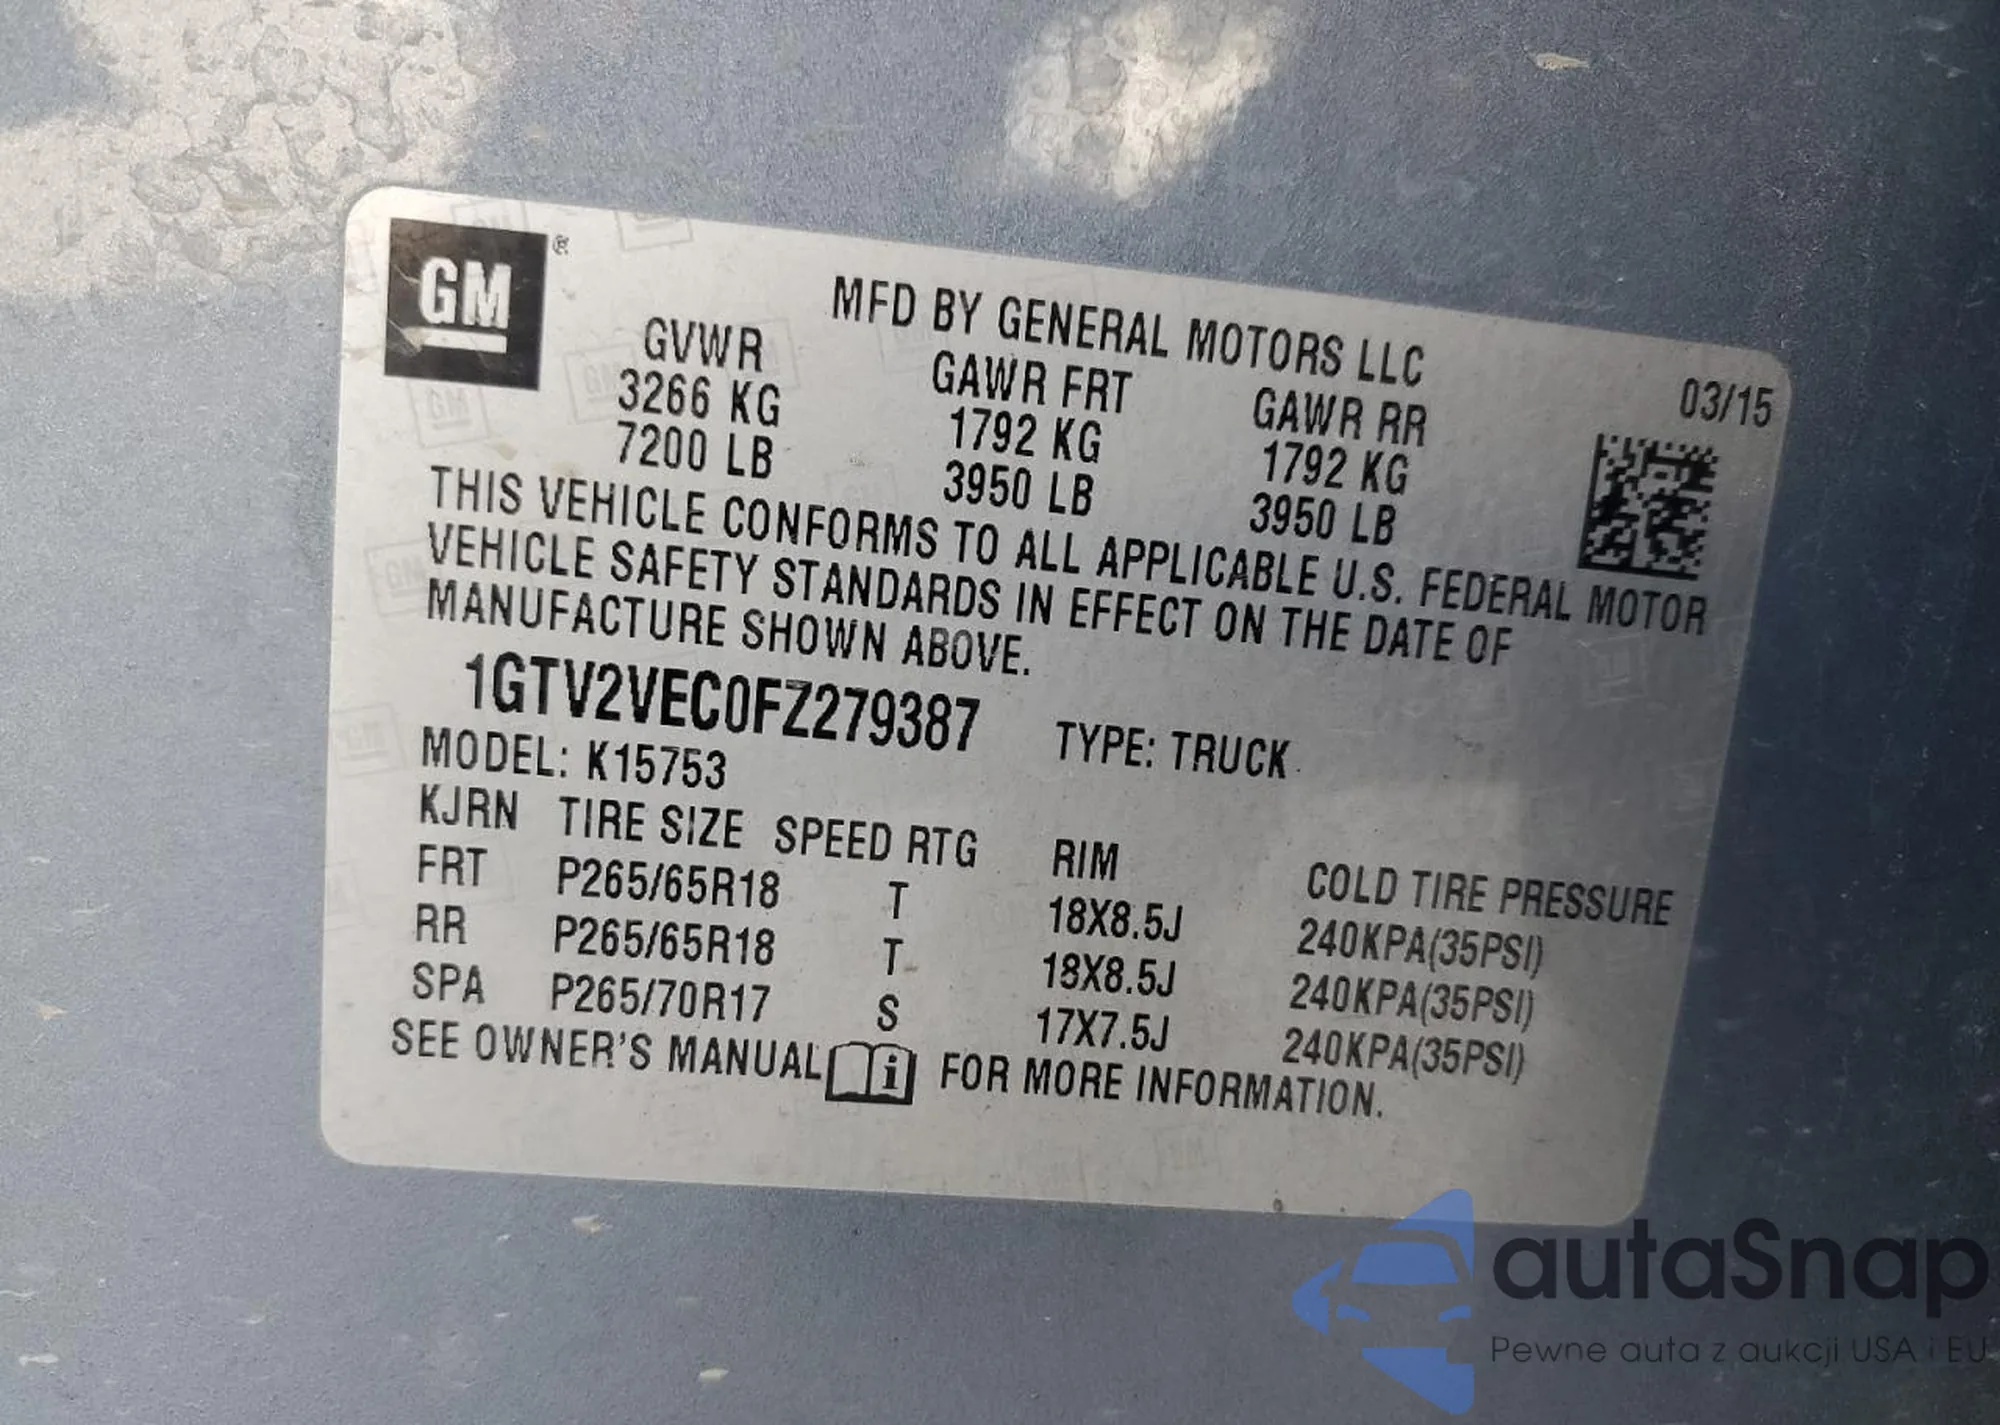 GM®
MFD BY GENERAL MOTORS LLC
03/15
GVWR GAWR FRT GAWR RR
3266 KG 1792 KG 1792 KG
7200 LB 3950 LB 3950 LB
THIS VEHICLE CONFORMS TO ALL APPLICABLE U.S. FEDERAL MOTOR
VEHICLE SAFETY STANDARDS IN EFFECT ON THE DATE OF
MANUFACTURE SHOWN ABOVE.
1GTV2VEC0FZ279387 TYPE: TRUCK
MODEL: K15753
KJRN TIRE SIZE SPEED RTG RIM COLD TIRE PRESSURE
FRT P265/65R18 T 18X8.5J 240KPA(35PSI)
RR P265/65R18 T 18X8.5J 240KPA(35PSI)
SPA P265/70R17 S 17X7.5J 240KPA(35PSI)
SEE OWNER'S MANUAL i FOR MORE INFORMATION.
autaSnap
Pewne auta z aukcji USA i EU